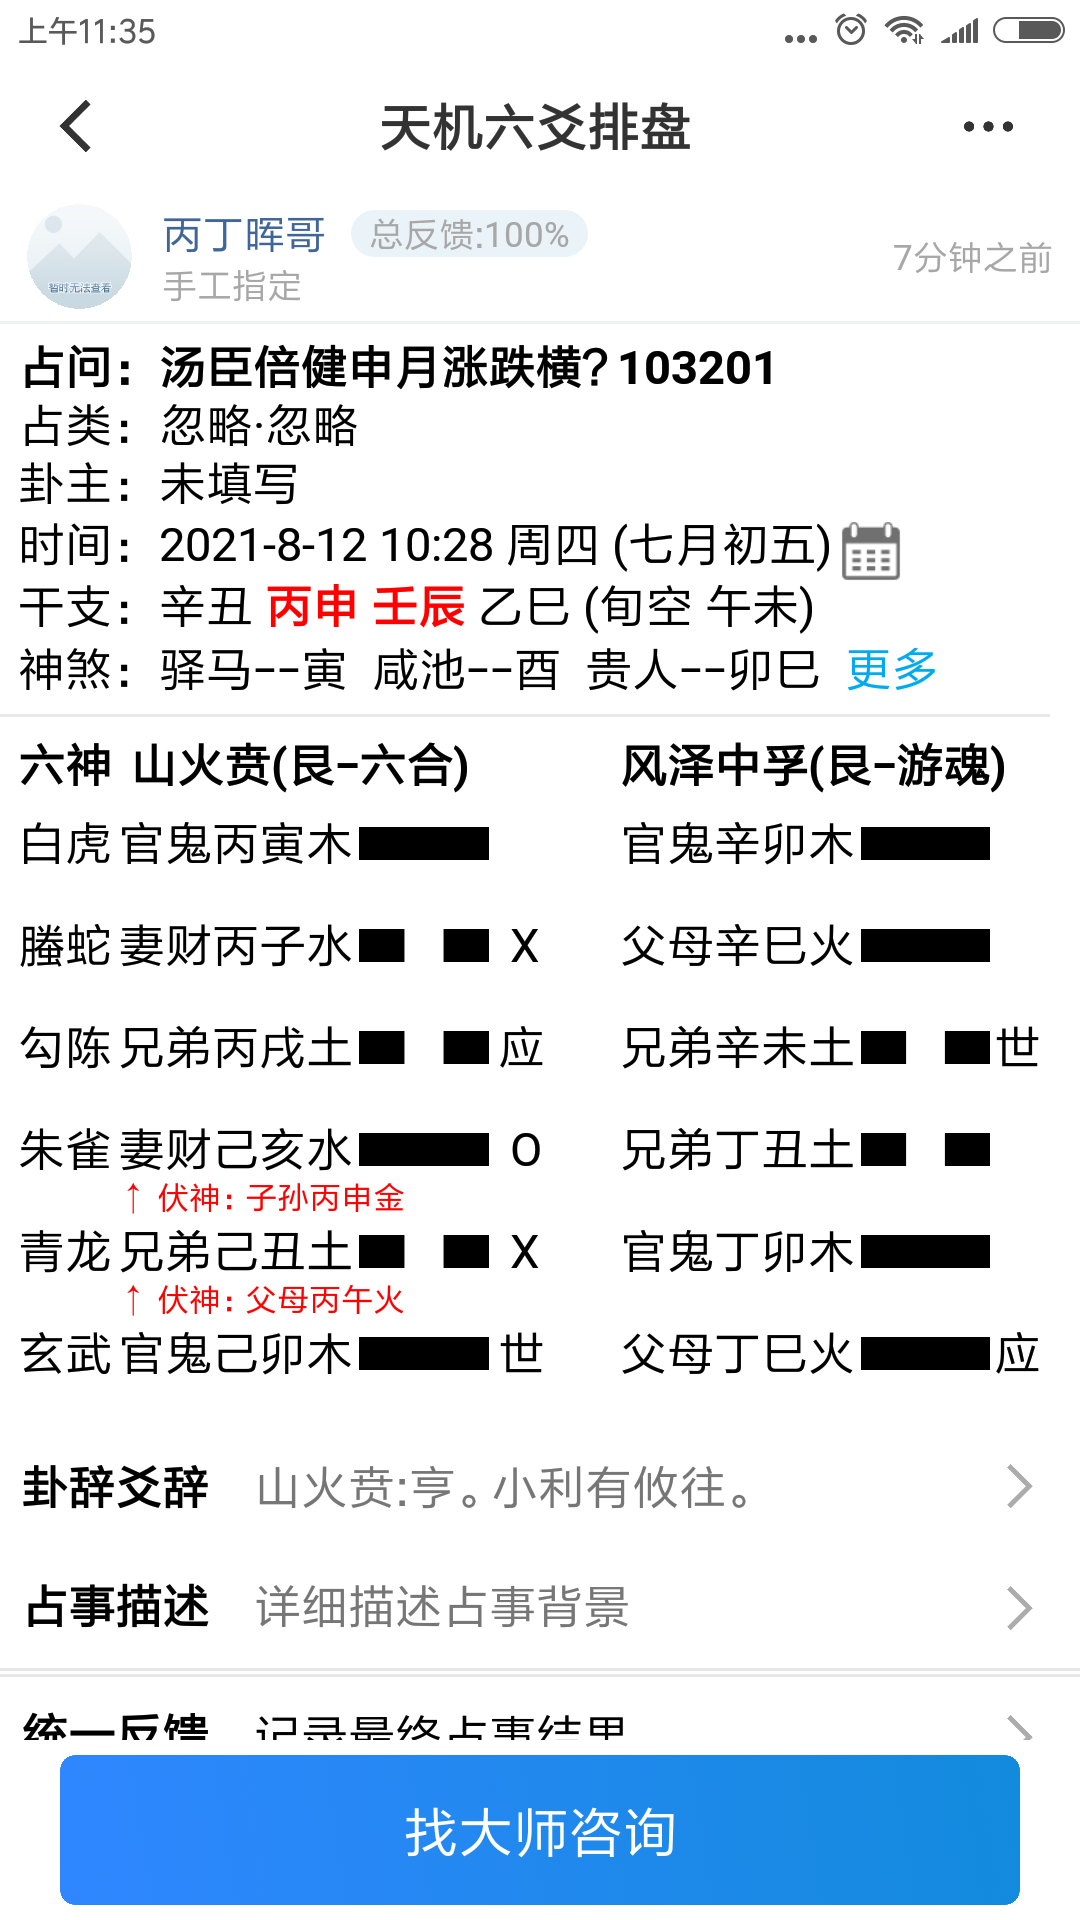 上午11:35
天机六爻排盘
丙丁晖哥 总反馈:100%
手工指定
7分钟之前
暂时无法查看
占问：汤臣倍健申月涨跌横? 103201
占类：忽略·忽略
卦主：未填写
时间：2021-8-12 10:28 周四 (七月初五)
干支：辛丑 丙申 壬辰 乙巳 (旬空 午未)
神煞：驿马--寅 咸池--酉 贵人--卯巳 更多
六神 山火贲(艮-六合) 风泽中孚(艮-游魂)
白虎 官鬼丙寅木 官鬼辛卯木
螣蛇 妻财丙子水 X 父母辛巳火
勾陈 兄弟丙戌土 应 兄弟辛未土 世
朱雀 妻财己亥水 O 兄弟丁丑土
↑ 伏神：子孙丙申金
青龙 兄弟己丑土 X 官鬼丁卯木
↑ 伏神：父母丙午火
玄武 官鬼己卯木 世 父母丁巳火 应
卦辞爻辞 山火贲:亨。小利有攸往。
占事描述 详细描述占事背景
统一反馈 记录最终占事结果
找大师咨询